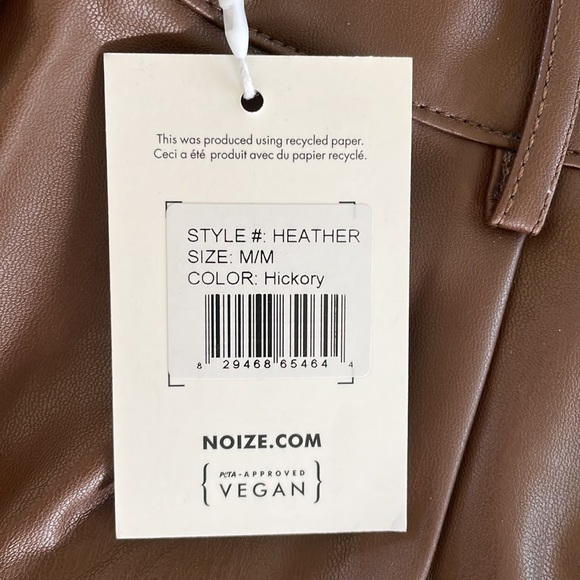 This was produced using recycled paper.
Ceci a été produit avec du papier recyclé.
STYLE #: HEATHER
SIZE: M/M
COLOR: Hickory
8 29468 65464 4
NOIZE.COM
PETA-APPROVED
VEGAN